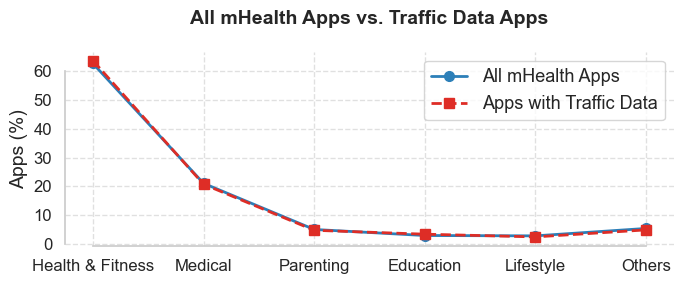 All mHealth Apps vs. Traffic Data Apps
All mHealth Apps
Apps with Traffic Data
Apps (%)
60
50
40
30
20
10
0
Health & Fitness Medical Parenting Education Lifestyle Others